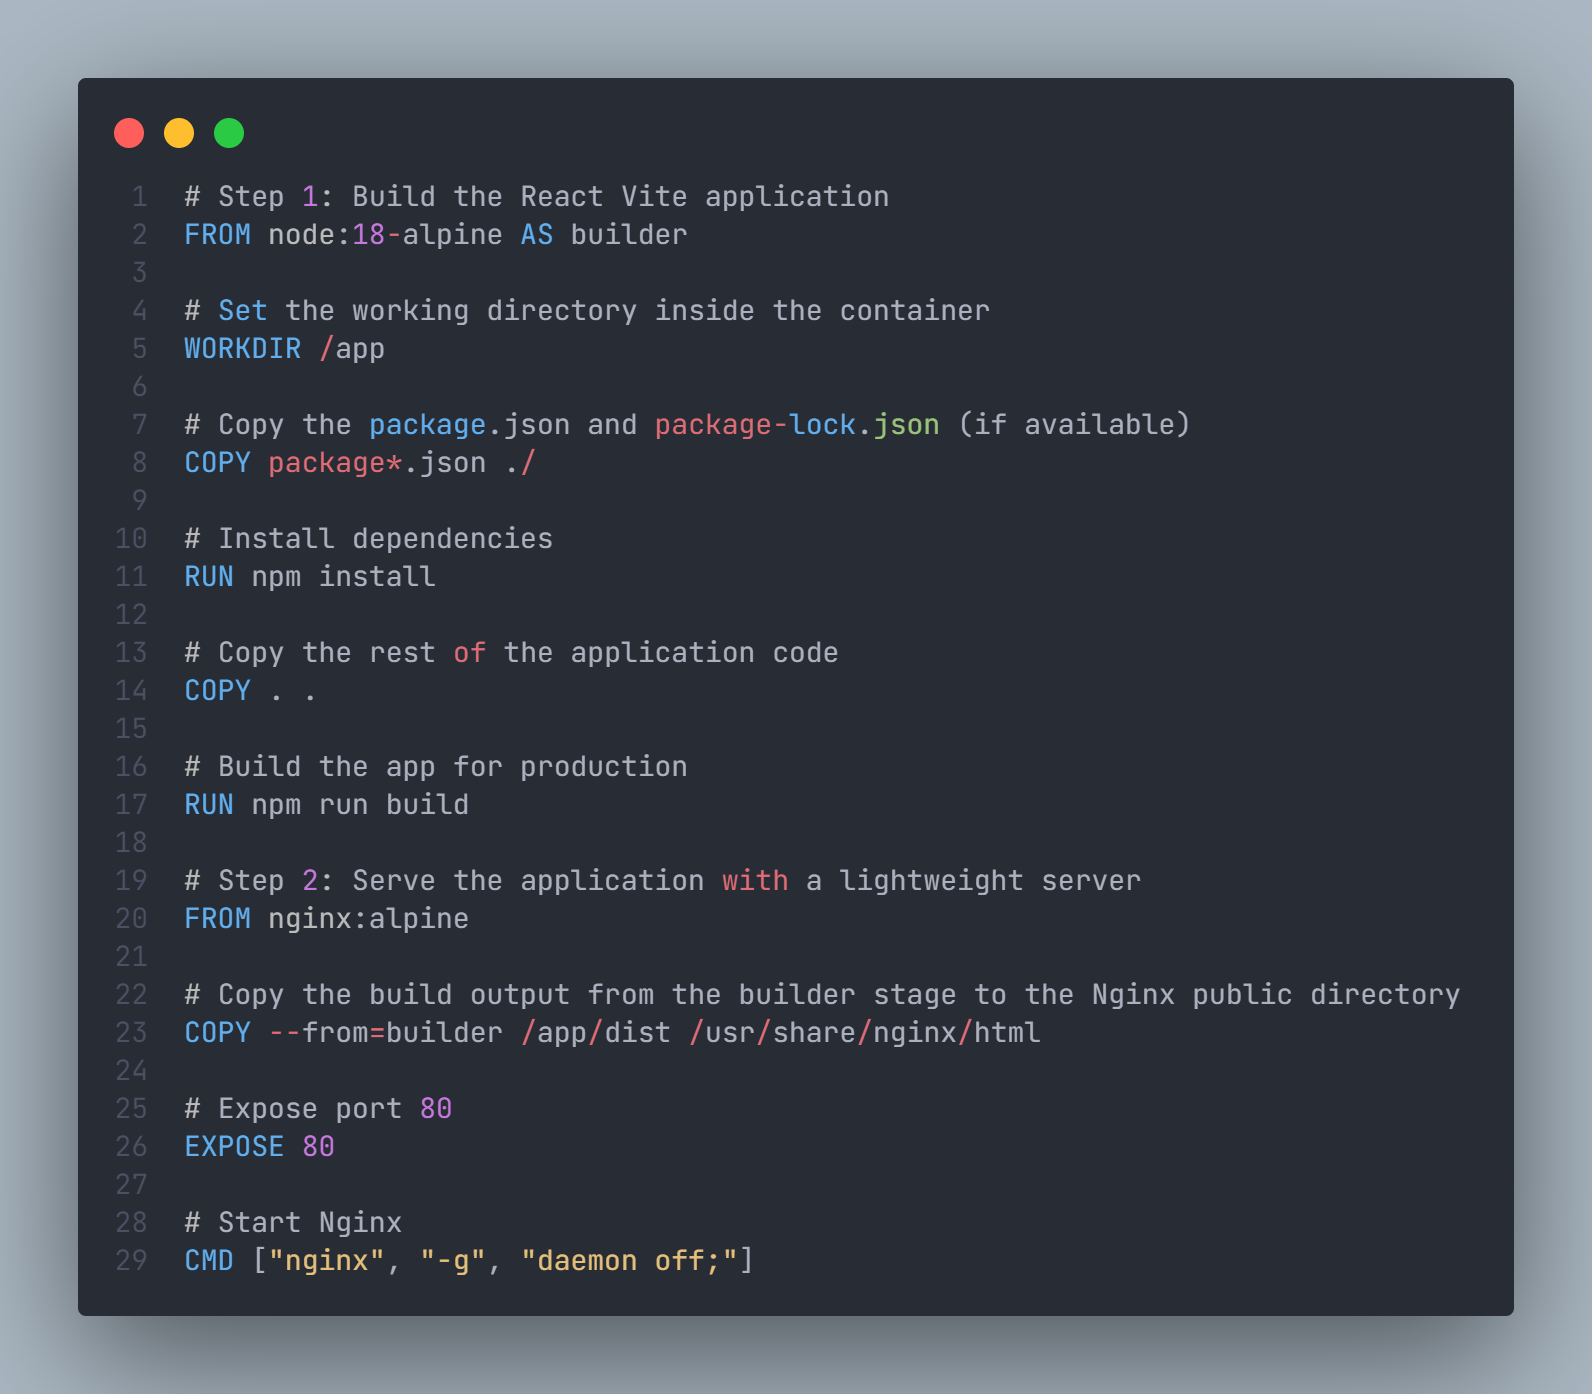 1 # Step 1: Build the React Vite application
2 FROM node:18-alpine AS builder
3
4 # Set the working directory inside the container
5 WORKDIR /app
6
7 # Copy the package.json and package-lock.json (if available)
8 COPY package*.json ./
9
10 # Install dependencies
11 RUN npm install
12
13 # Copy the rest of the application code
14 COPY . .
15
16 # Build the app for production
17 RUN npm run build
18
19 # Step 2: Serve the application with a lightweight server
20 FROM nginx:alpine
21
22 # Copy the build output from the builder stage to the Nginx public directory
23 COPY --from=builder /app/dist /usr/share/nginx/html
24
25 # Expose port 80
26 EXPOSE 80
27
28 # Start Nginx
29 CMD ["nginx", "-g", "daemon off;"]